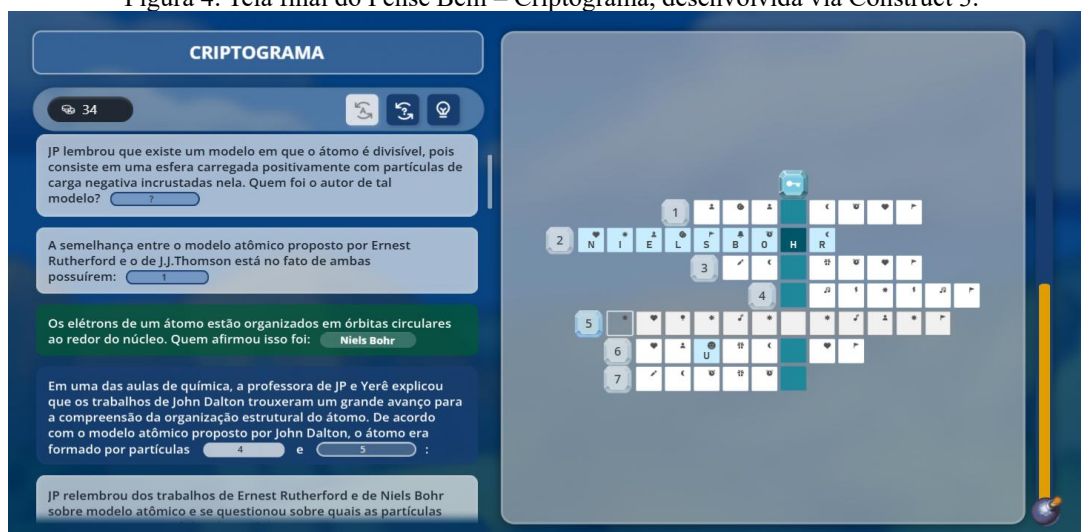 Figura 4: Tela final do Pense Bem – Criptograma, desenvolvida via Construct 3.
CRIPTOGRAMA
34
JP lembrou que existe um modelo em que o átomo é divisível, pois
consiste em uma esfera carregada positivamente com partículas de
carga negativa incrustadas nela. Quem foi o autor de tal
modelo? ?
A semelhança entre o modelo atômico proposto por Ernest
Rutherford e o de J.J.Thomson está no fato de ambas
possuírem: 1
Os elétrons de um átomo estão organizados em órbitas circulares
ao redor do núcleo. Quem afirmou isso foi: Niels Bohr
Em uma das aulas de química, a professora de JP e Yerê explicou
que os trabalhos de John Dalton trouxeram um grande avanço para
a compreensão da organização estrutural do átomo. De acordo
com o modelo atômico proposto por John Dalton, o átomo era
formado por partículas 4 e 5 :
JP relembrou dos trabalhos de Ernest Rutherford e de Niels Bohr
sobre modelo atômico e se questionou sobre quais as partículas
1
2 N I E L S B O H R
3
4
5
6 U
7